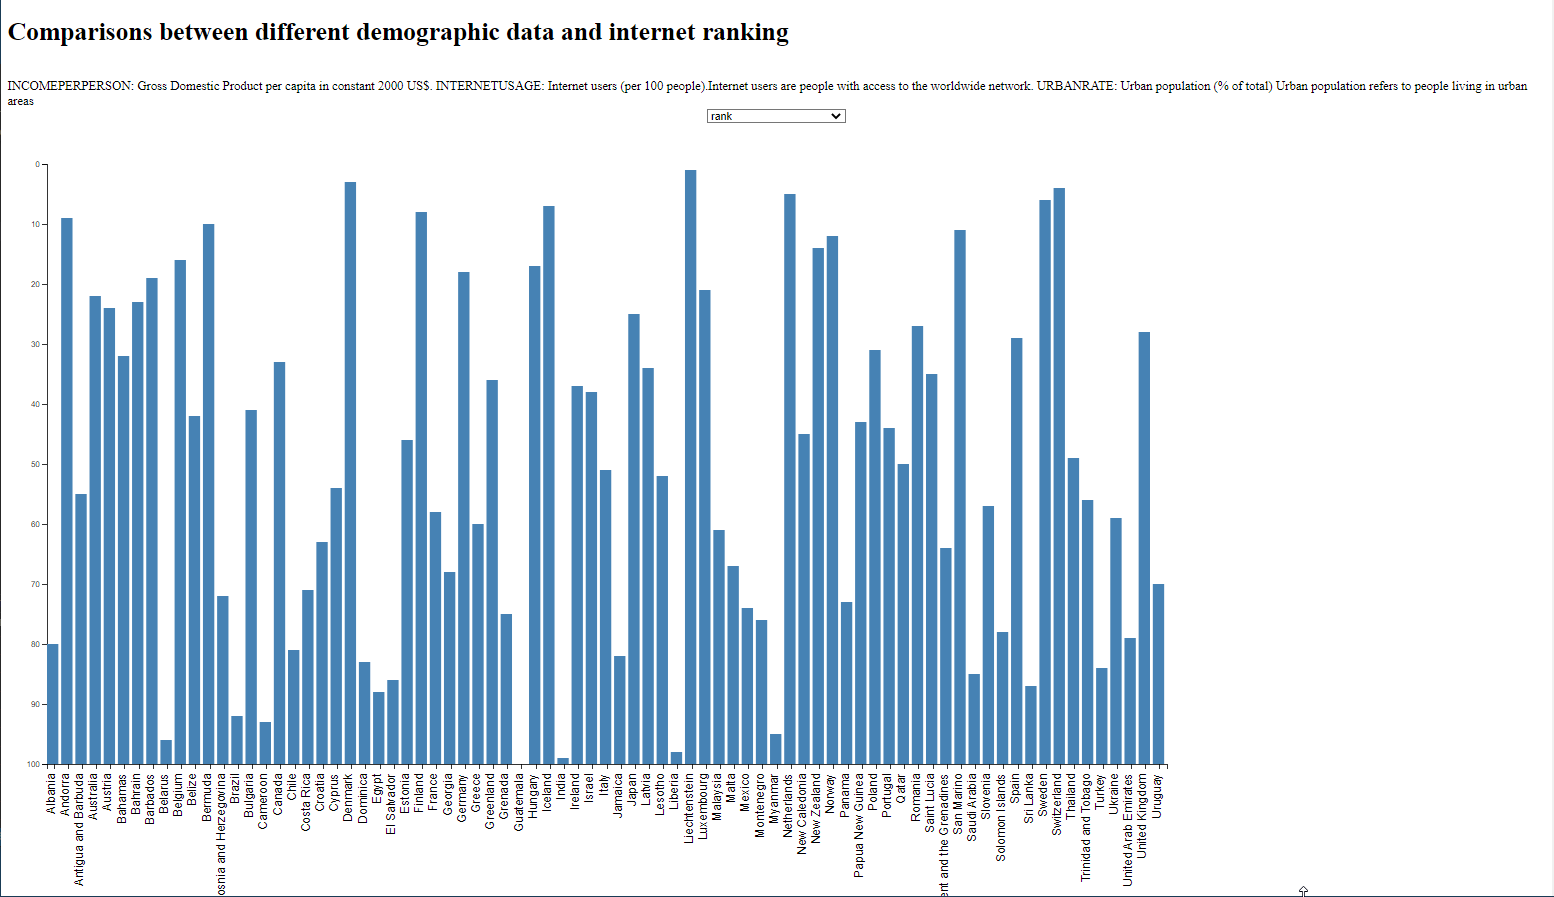 Comparisons between different demographic data and internet ranking
INCOMEPERPERSON: Gross Domestic Product per capita in constant 2000 US$. INTERNETUSAGE: Internet users (per 100 people).Internet users are people with access to the worldwide network. URBANRATE: Urban population (% of total) Urban population refers to people living in urban
areas
rank
0
10
20
30
40
50
60
70
80
90
100
Albania
Andorra
Antigua and Barbuda
Australia
Austria
Bahamas
Bahrain
Barbados
Belarus
Belgium
Belize
Bermuda
osnia and Herzegovina
Brazil
Bulgaria
Cameroon
Canada
Chile
Costa Rica
Croatia
Cyprus
Denmark
Dominica
Egypt
El Salvador
Estonia
Finland
France
Georgia
Germany
Greece
Greenland
Grenada
Guatemala
Hungary
Iceland
India
Ireland
Israel
Italy
Jamaica
Japan
Latvia
Lesotho
Liberia
Liechtenstein
Luxembourg
Malaysia
Malta
Mexico
Montenegro
Myanmar
Netherlands
New Caledonia
New Zealand
Norway
Panama
Papua New Guinea
Poland
Portugal
Qatar
Romania
Saint Lucia
ent and the Grenadines
San Marino
Saudi Arabia
Slovenia
Solomon Islands
Spain
Sri Lanka
Sweden
Switzerland
Thailand
Trinidad and Tobago
Turkey
Ukraine
United Arab Emirates
United Kingdom
Uruguay